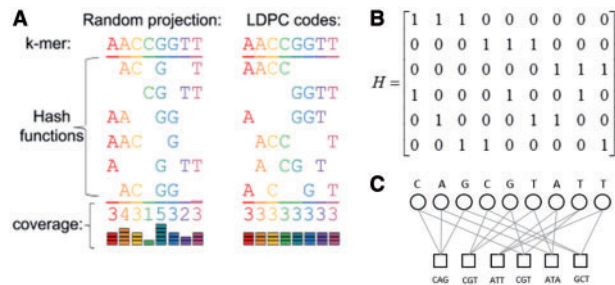 A
Random projection: LDPC codes:
k-mer: AACCGGTT AACCGGTT
AC G T AACC
CG TT GGTT
Hash functions
AA GG A GGT
AAC G ACC T
A G TT A CG T
AC GG A C G T
coverage: 34315323 33333333
B
H =
1 1 1 0 0 0 0 0 0
0 0 0 1 1 1 0 0 0
0 0 0 0 0 0 1 1 1
1 0 0 0 1 0 0 1 0
0 1 0 0 0 1 1 0 0
0 0 1 1 0 0 0 0 1
C
C A G C G T A T T
CAG CGT ATT CGT ATA GCT